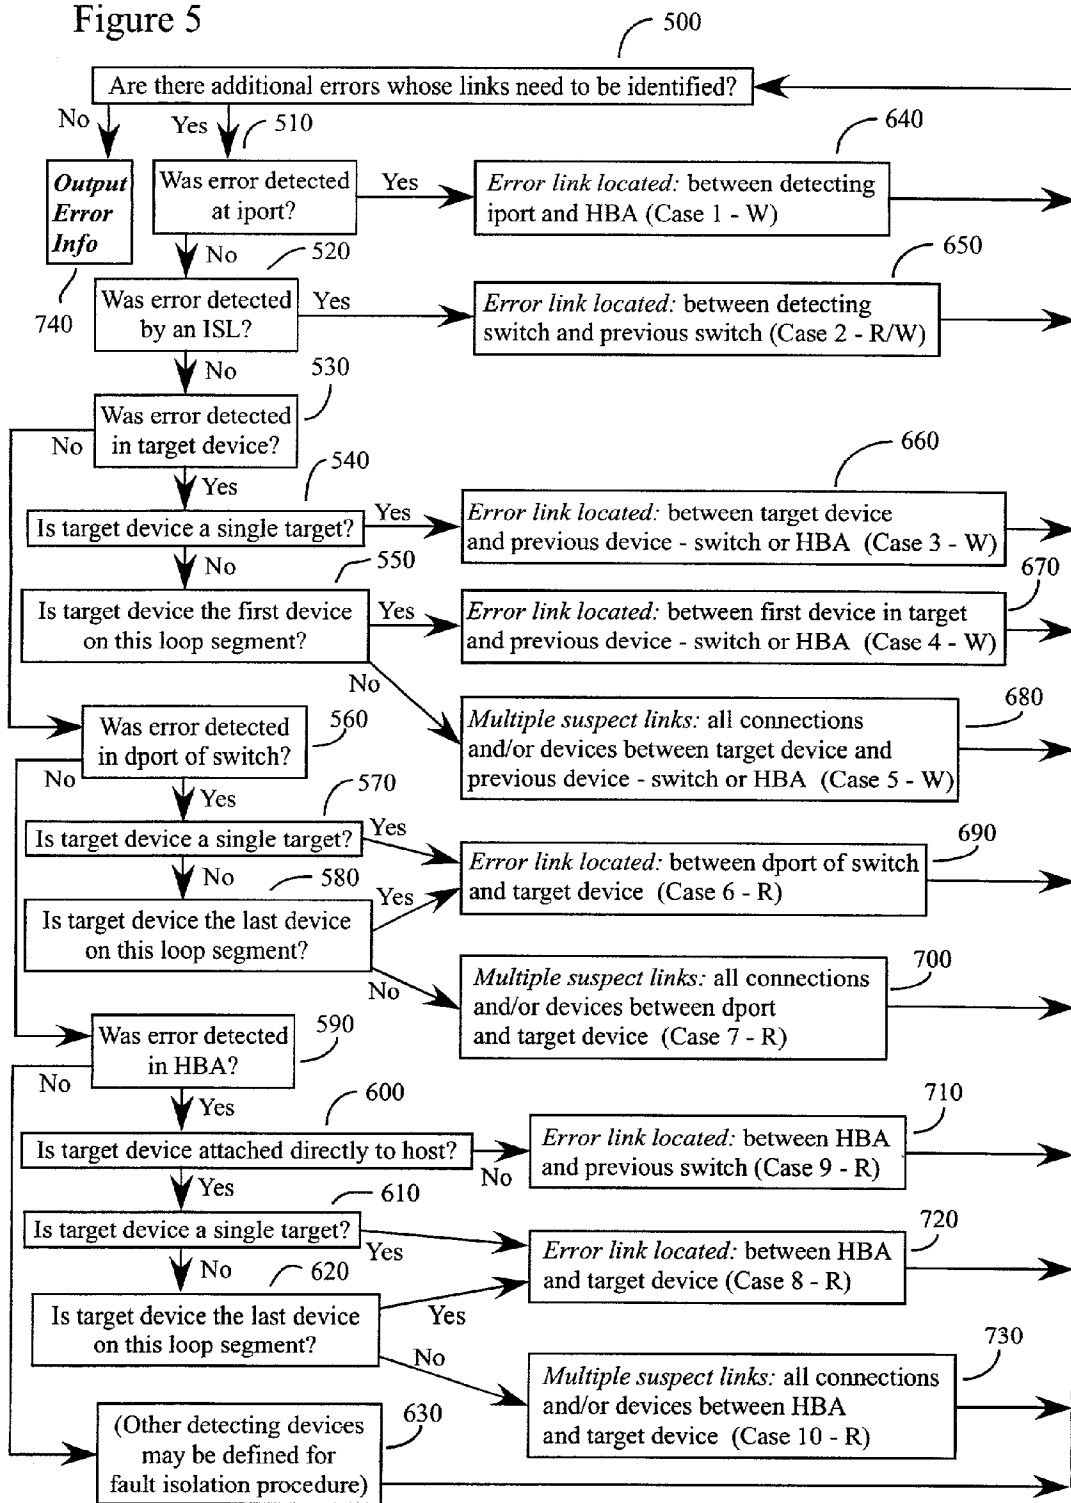 Figure 5
500
Are there additional errors whose links need to be identified?
No
Yes
510
640
Output
Error
Info
740
Was error detected
at iport?
Yes
Error link located: between detecting
iport and HBA (Case 1 - W)
No
520
650
Was error detected
by an ISL?
Yes
Error link located: between detecting
switch and previous switch (Case 2 - R/W)
No
530
Was error detected
in target device?
No
Yes
540
660
Is target device a single target?
Yes
Error link located: between target device
and previous device - switch or HBA (Case 3 - W)
No
550
670
Is target device the first device
on this loop segment?
Yes
Error link located: between first device in target
and previous device - switch or HBA (Case 4 - W)
No
680
Multiple suspect links: all connections
and/or devices between target device and
previous device - switch or HBA (Case 5 - W)
Was error detected
in dport of switch?
560
No
Yes
570
Is target device a single target?
Yes
690
Error link located: between dport of switch
and target device (Case 6 - R)
No
580
Is target device the last device
on this loop segment?
Yes
No
700
Multiple suspect links: all connections
and/or devices between dport
and target device (Case 7 - R)
Was error detected
in HBA?
590
No
Yes
600
710
Is target device attached directly to host?
No
Error link located: between HBA
and previous switch (Case 9 - R)
Yes
610
Is target device a single target?
Yes
720
Error link located: between HBA
and target device (Case 8 - R)
No
620
Is target device the last device
on this loop segment?
Yes
No
730
Multiple suspect links: all connections
and/or devices between HBA
and target device (Case 10 - R)
(Other detecting devices
may be defined for
fault isolation procedure)
630